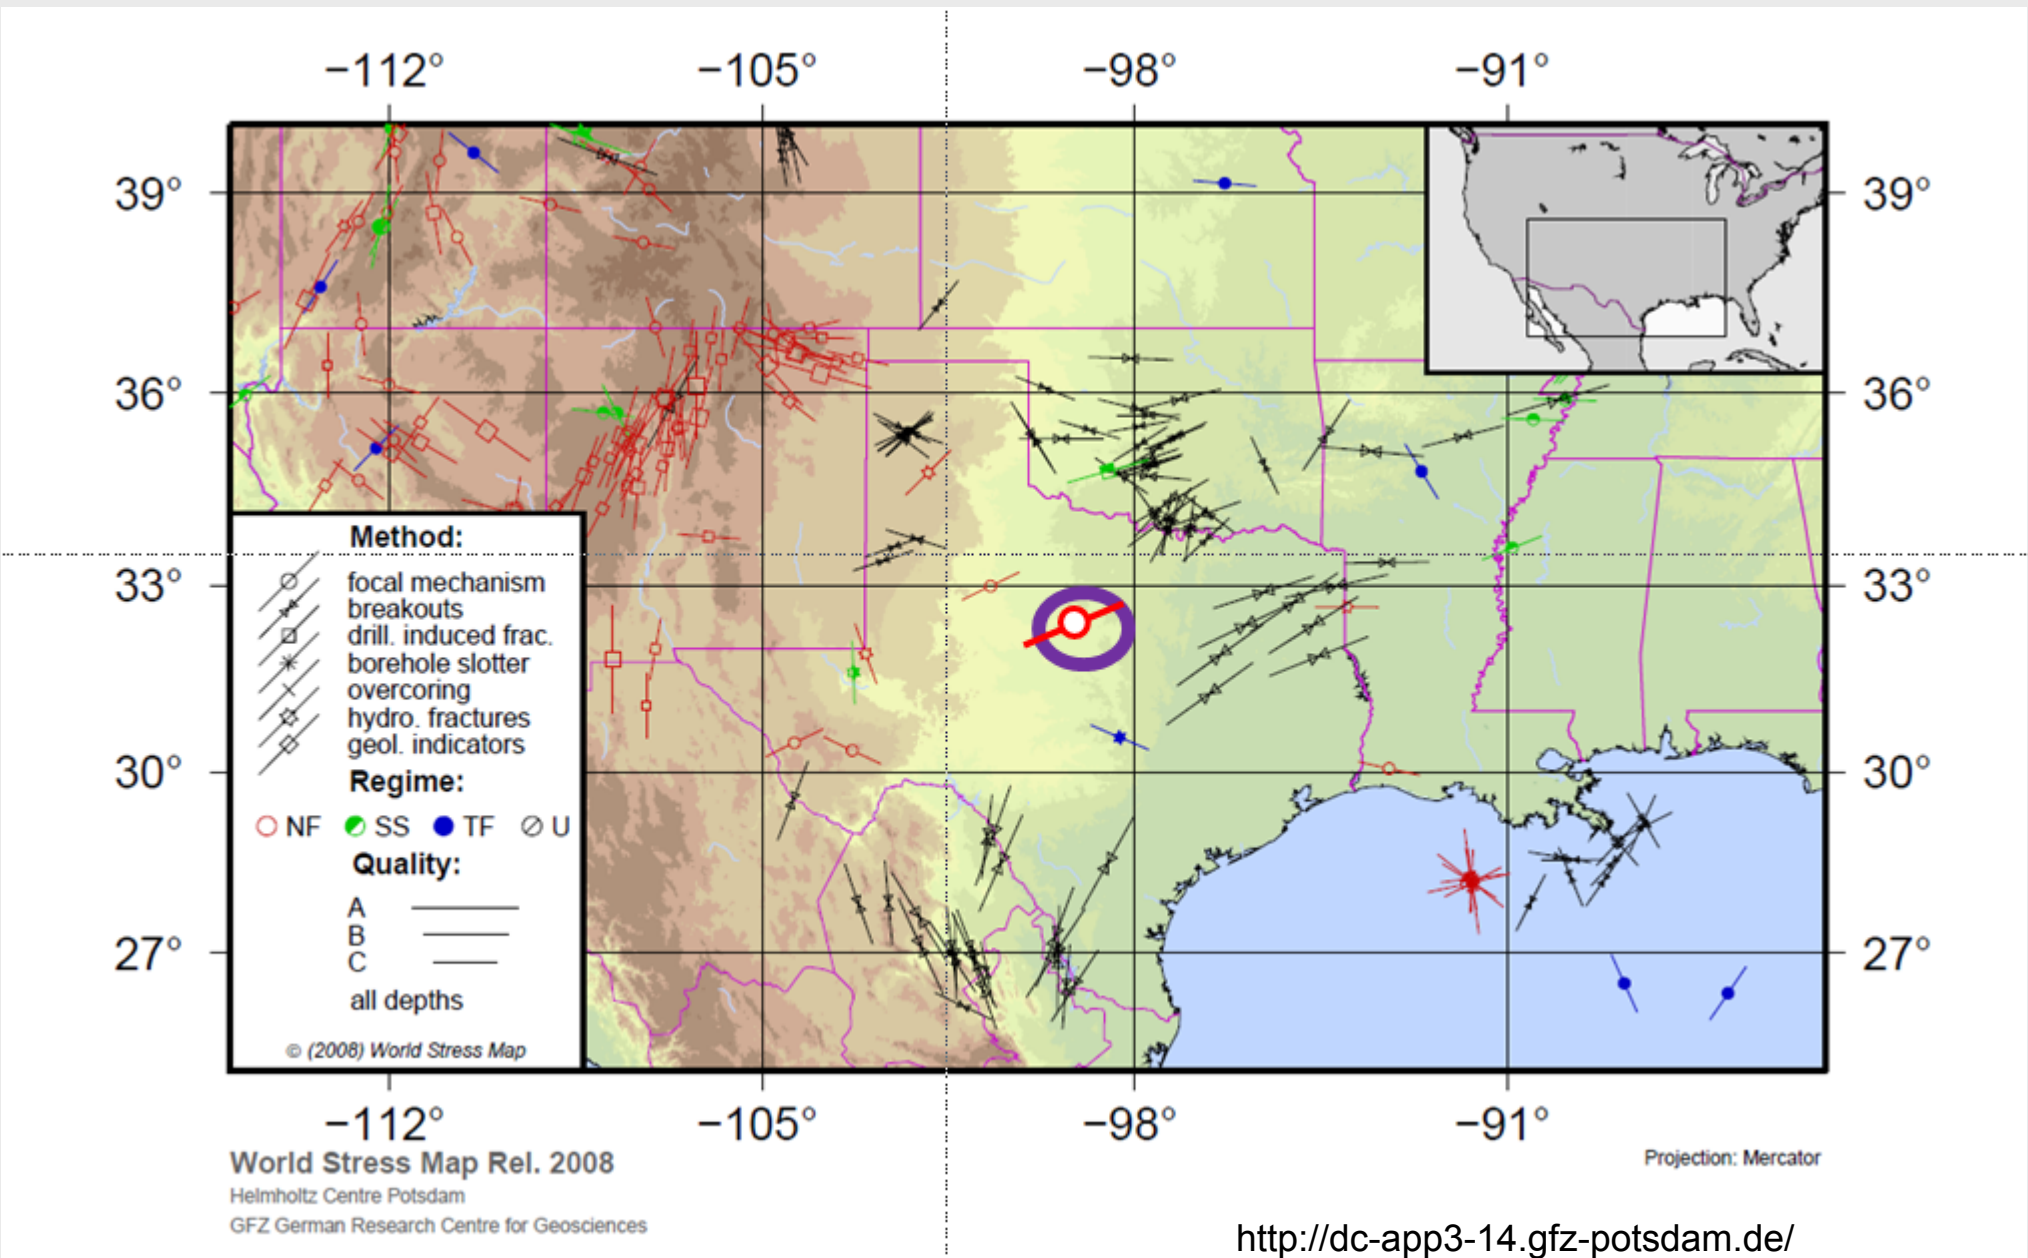 −112° −105° −98° −91°
39° 39°
36° 36°
33° 33°
30° 30°
27° 27°
Method:
focal mechanism
breakouts
drill. induced frac.
borehole slotter
overcoring
hydro. fractures
geol. indicators
Regime:
NF SS TF U
Quality:
A
B
C
all depths
© (2008) World Stress Map
−112° −105° −98° −91°
World Stress Map Rel. 2008
Projection: Mercator
Helmholtz Centre Potsdam
GFZ German Research Centre for Geosciences
http://dc-app3-14.gfz-potsdam.de/